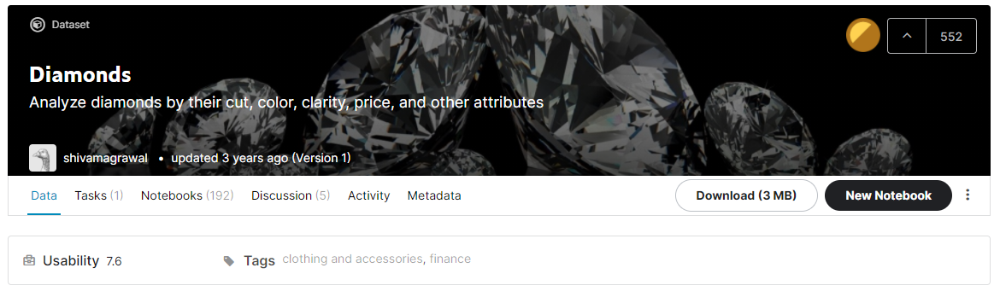 Dataset
552
Diamonds
Analyze diamonds by their cut, color, clarity, price, and other attributes
shivamagrawal • updated 3 years ago (Version 1)
Data Tasks (1) Notebooks (192) Discussion (5) Activity Metadata Download (3 MB) New Notebook
Usability 7.6 Tags clothing and accessories, finance